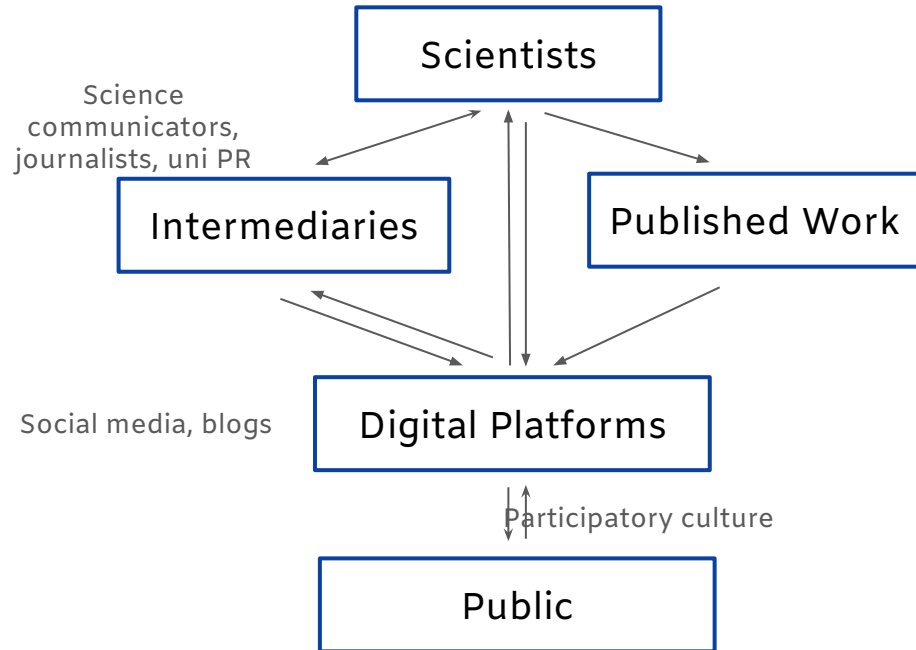 Scientists
Science
communicators,
journalists, uni PR
Intermediaries
Published Work
Social media, blogs
Digital Platforms
Participatory culture
Public